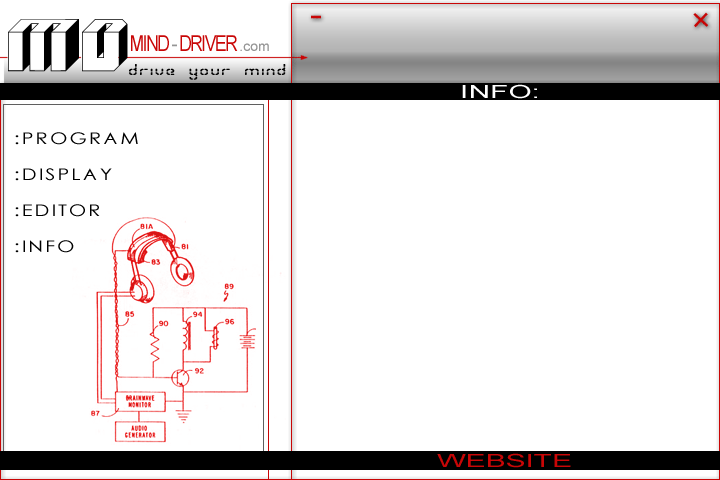 MD MIND-DRIVER.com
drive your mind
INFO:
:PROGRAM
:DISPLAY
:EDITOR
:INFO
81A
81
83
89
85
90
94
96
92
BRAINWAVE
MONITOR
87
AUDIO
GENERATOR
WEBSITE